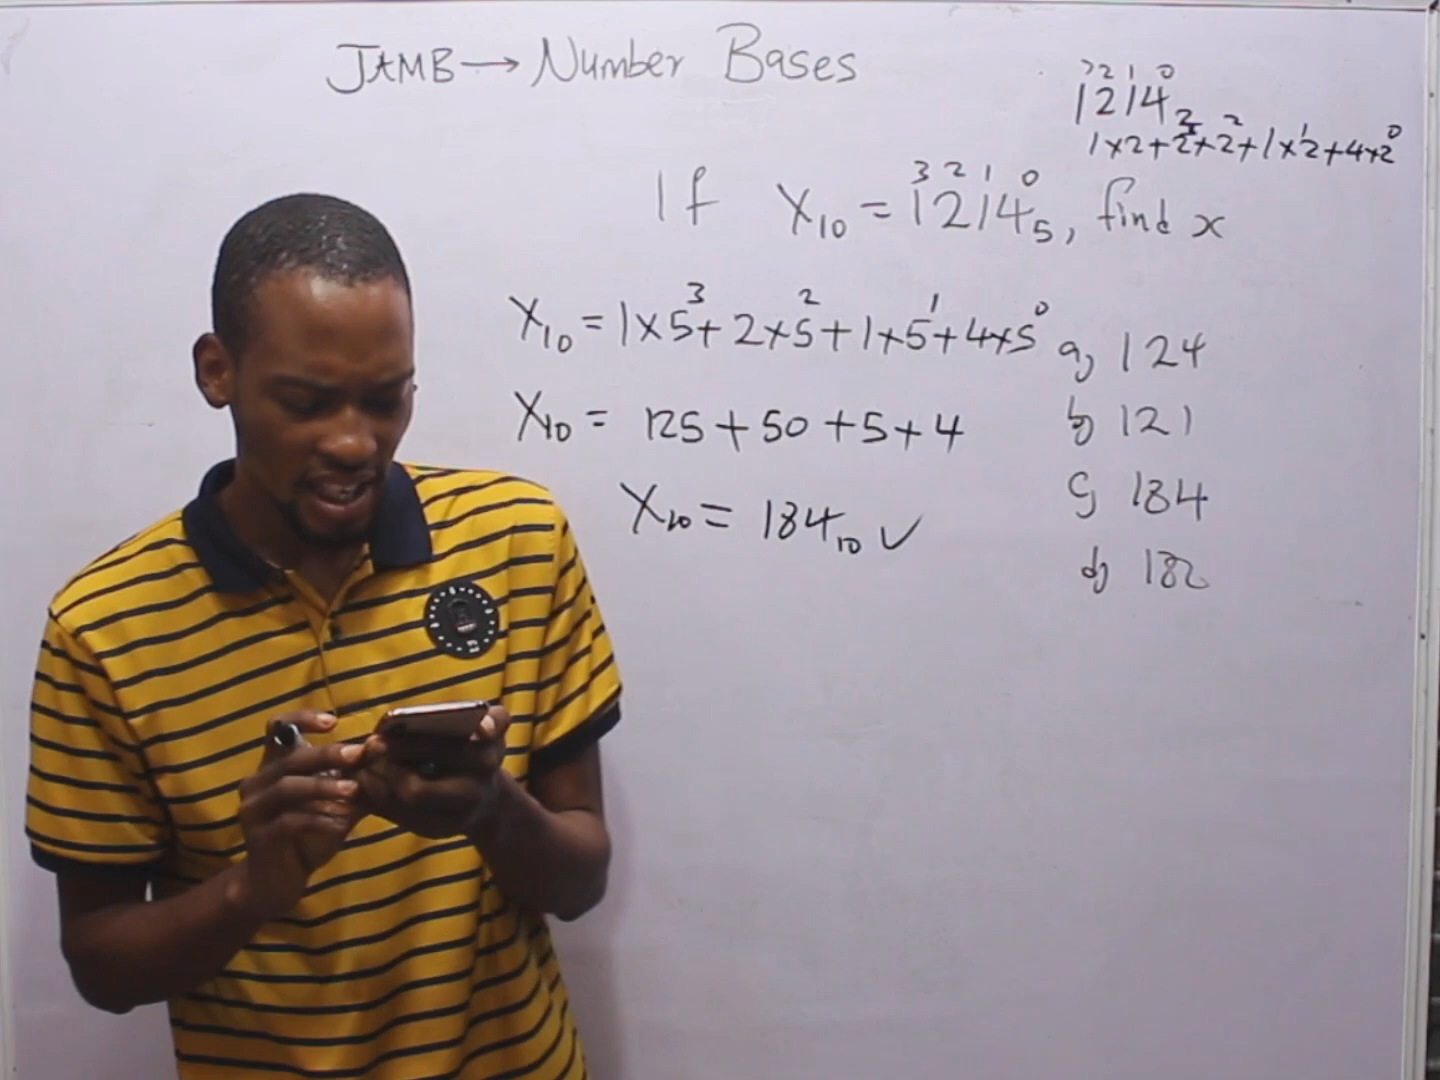 JAMB → Number Bases
3 2 1 0
1214₂
1×2³+2×2²+1×2¹+4×2⁰
3 2 1 0
If X₁₀ = 1214₅, find x
X₁₀ = 1×5³+2×5²+1×5¹+4×5⁰
a) 124
X₁₀ = 125+50+5+4
b) 121
X₁₀ = 184₁₀ ✓
c) 184
d) 182